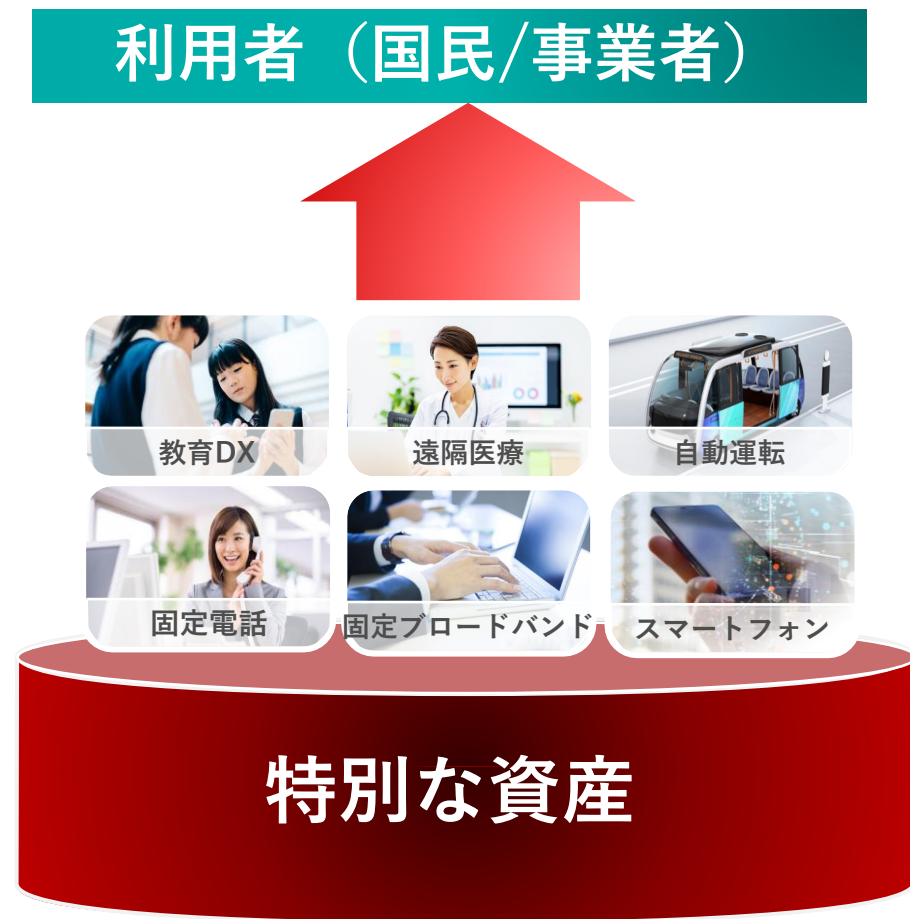 利用者（国民/事業者）
教育DX
遠隔医療
自動運転
固定電話
固定ブロードバンド
スマートフォン
特別な資産